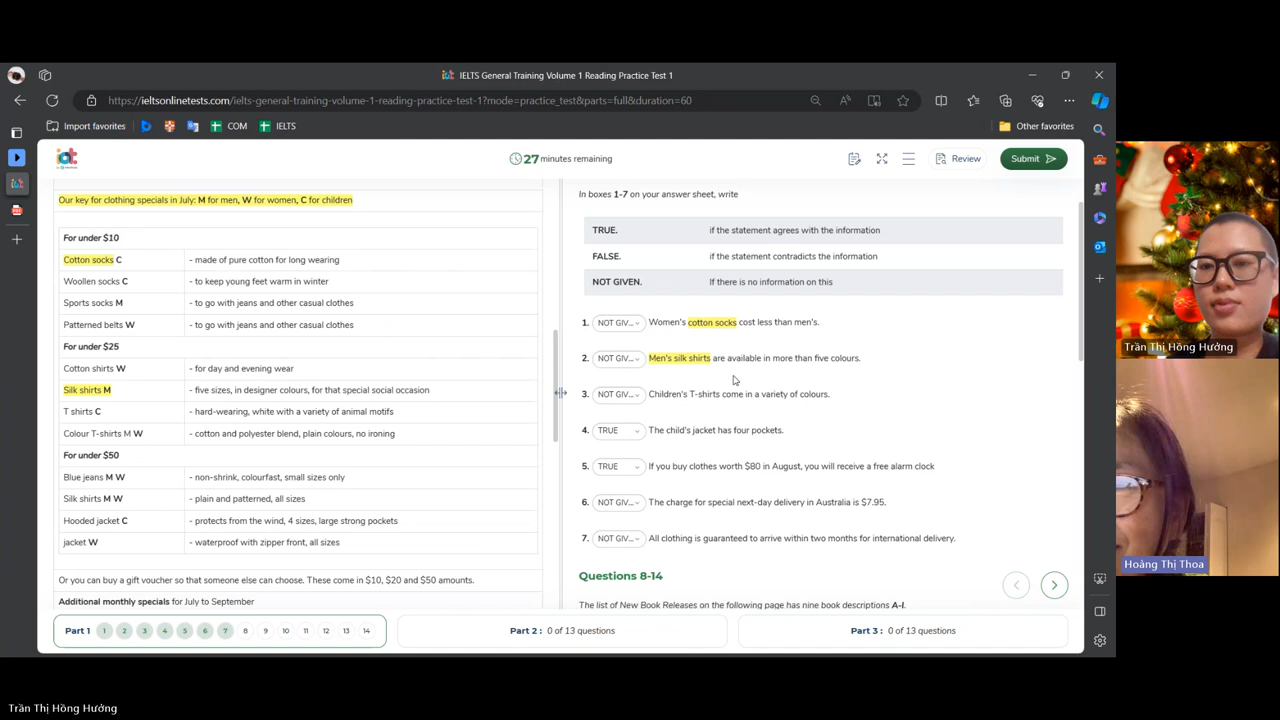 IELTS General Training Volume 1 Reading Practice Test 1
https://ieltsonlinetests.com/ielts-general-training-volume-1-reading-practice-test-1?mode=practice_test&parts=full&duration=60
Import favorites
COM
IELTS
Other favorites
iot
27 minutes remaining
Review
Submit
Our key for clothing specials in July: M for men, W for women, C for children
For under $10
Cotton socks C - made of pure cotton for long wearing
Woollen socks C - to keep young feet warm in winter
Sports socks M - to go with jeans and other casual clothes
Patterned belts W - to go with jeans and other casual clothes
For under $25
Cotton shirts W - for day and evening wear
Silk shirts M - five sizes, in designer colours, for that special social occasion
T shirts C - hard-wearing, white with a variety of animal motifs
Colour T-shirts M W - cotton and polyester blend, plain colours, no ironing
For under $50
Blue jeans M W - non-shrink, colourfast, small sizes only
Silk shirts M W - plain and patterned, all sizes
Hooded jacket C - protects from the wind, 4 sizes, large strong pockets
jacket W - waterproof with zipper front, all sizes
Or you can buy a gift voucher so that someone else can choose. These come in $10, $20 and $50 amounts.
Additional monthly specials for July to September
In boxes 1-7 on your answer sheet, write
TRUE. if the statement agrees with the information
FALSE. if the statement contradicts the information
NOT GIVEN. If there is no information on this
1. NOT GIV... Women's cotton socks cost less than men's.
2. NOT GIV... Men's silk shirts are available in more than five colours.
3. NOT GIV... Children's T-shirts come in a variety of colours.
4. TRUE The child's jacket has four pockets.
5. TRUE If you buy clothes worth $80 in August, you will receive a free alarm clock
6. NOT GIV... The charge for special next-day delivery in Australia is $7.95.
7. NOT GIV... All clothing is guaranteed to arrive within two months for international delivery.
Questions 8-14
The list of New Book Releases on the following page has nine book descriptions A-I.
Part 1 1 2 3 4 5 6 7 8 9 10 11 12 13 14
Part 2 : 0 of 13 questions
Part 3 : 0 of 13 questions
Trần Thị Hồng Hướng
Hoàng Thị Thoa
Trần Thị Hồng Hướng